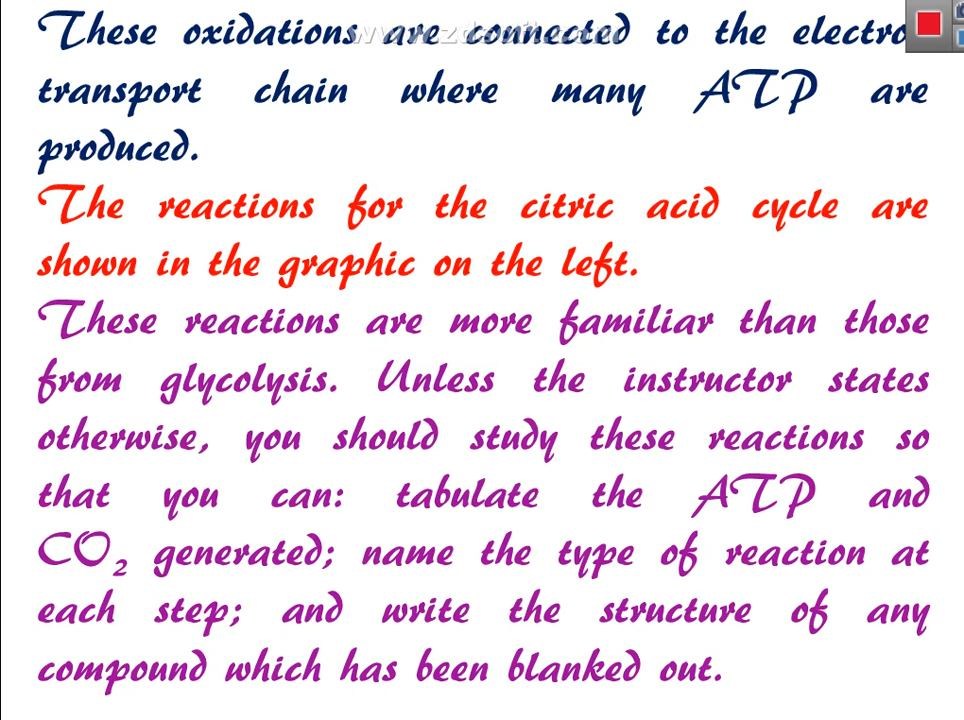 These oxidations are connected to the electro
transport chain where many ATP are
produced.
The reactions for the citric acid cycle are
shown in the graphic on the left.
These reactions are more familiar than those
from glycolysis. Unless the instructor states
otherwise, you should study these reactions so
that you can: tabulate the ATP and
CO₂ generated; name the type of reaction at
each step; and write the structure of any
compound which has been blanked out.